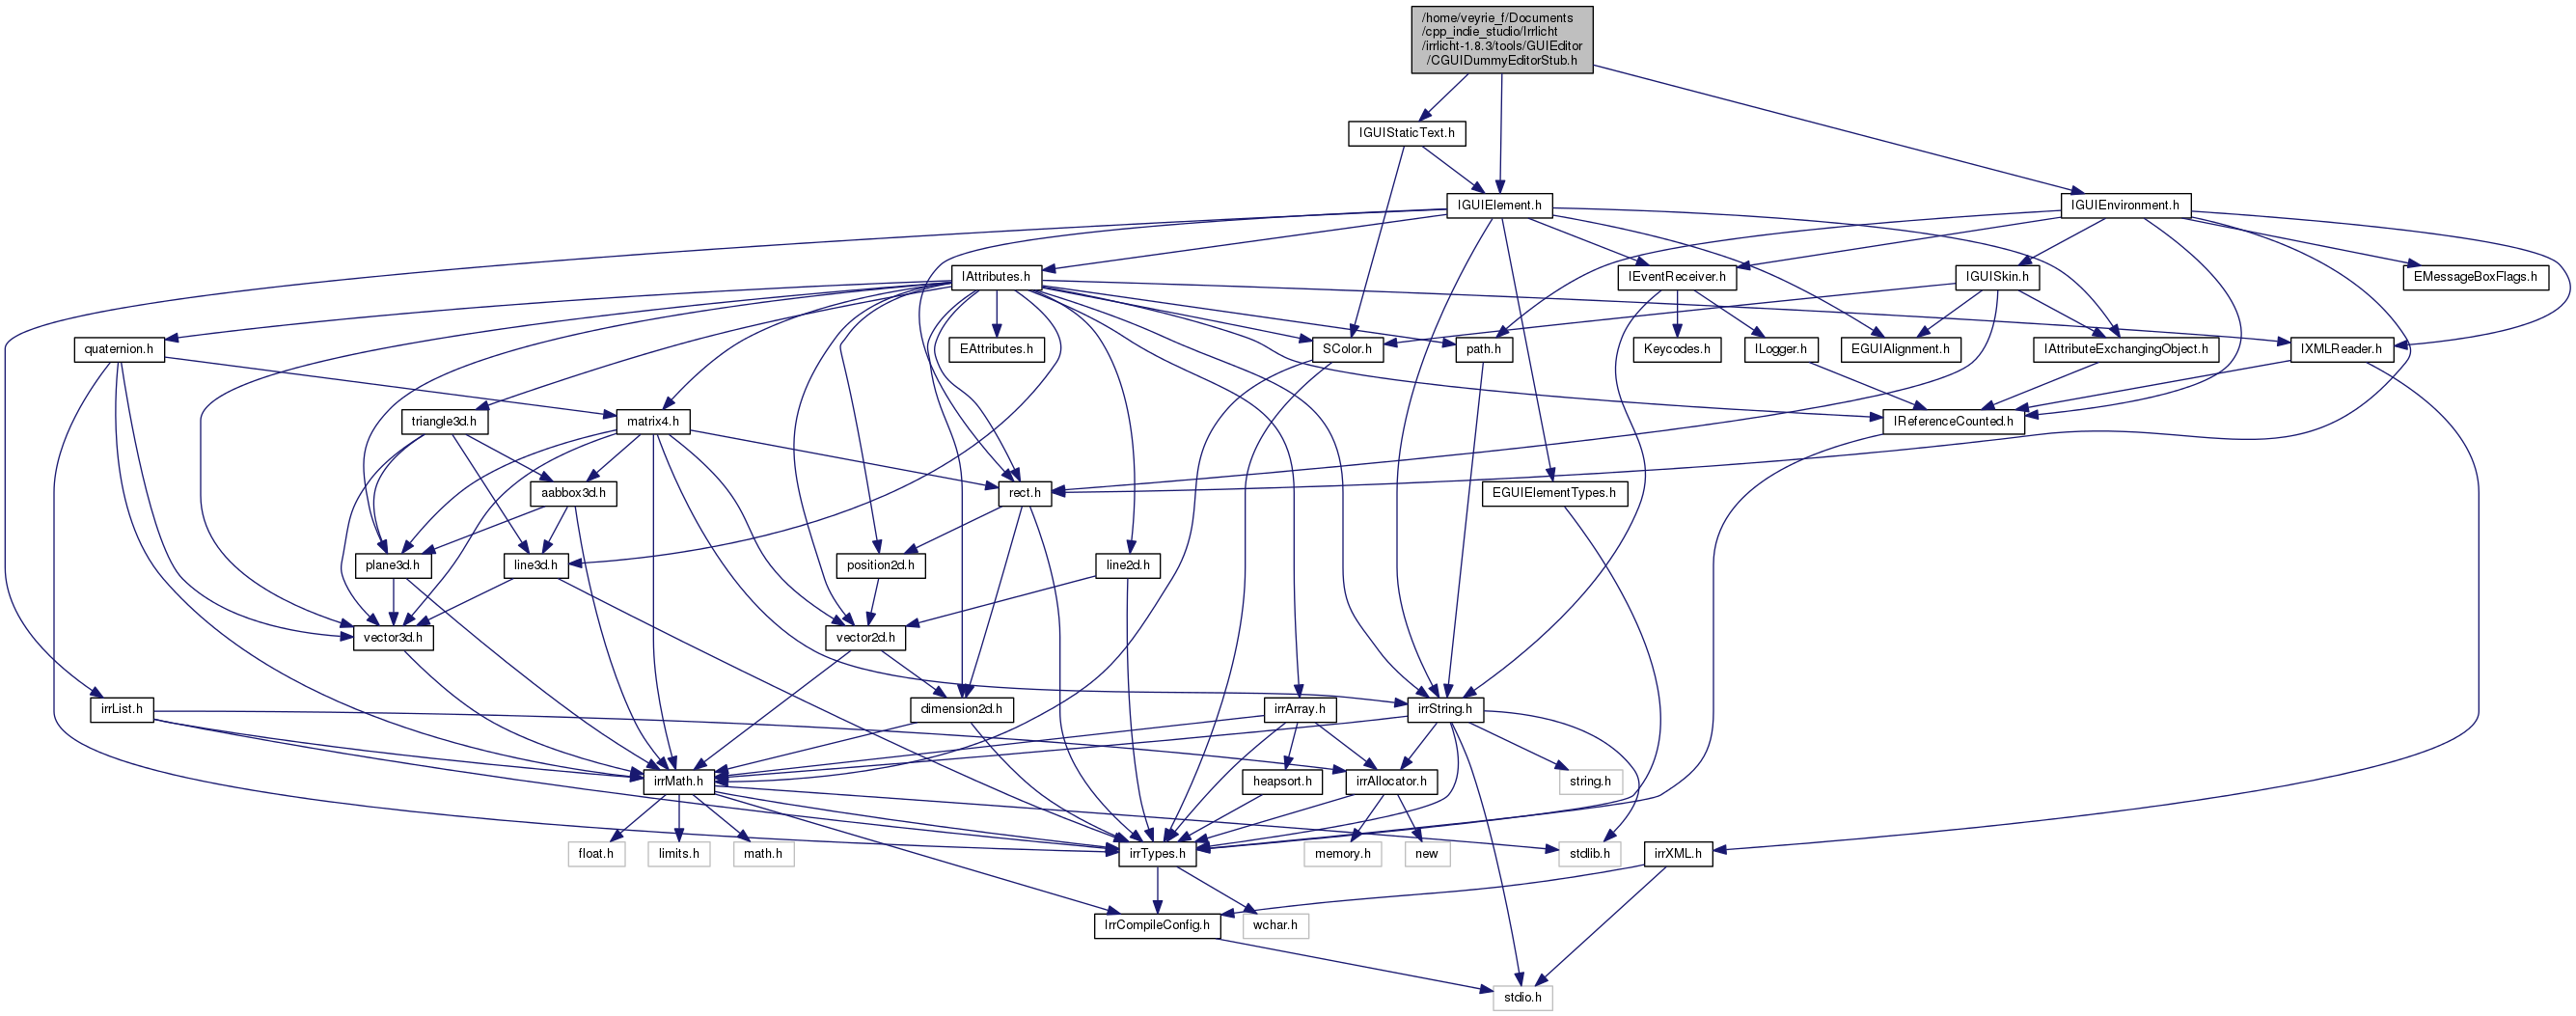 /home/veyrie_f/Documents
/cpp_indie_studio/Irrlicht
/irrlicht-1.8.3/tools/GUIEditor
/CGUIDummyEditorStub.h
IGUIStaticText.h
IGUIElement.h
IGUIEnvironment.h
IAttributes.h
IEventReceiver.h
IGUISkin.h
EMessageBoxFlags.h
quaternion.h
EAttributes.h
SColor.h
path.h
Keycodes.h
ILogger.h
EGUIAlignment.h
IAttributeExchangingObject.h
IXMLReader.h
triangle3d.h
matrix4.h
IReferenceCounted.h
aabbox3d.h
rect.h
EGUIElementTypes.h
plane3d.h
line3d.h
position2d.h
line2d.h
vector3d.h
vector2d.h
irrList.h
dimension2d.h
irrArray.h
irrString.h
irrMath.h
heapsort.h
irrAllocator.h
string.h
float.h
limits.h
math.h
irrTypes.h
memory.h
new
stdlib.h
irrXML.h
IrrCompileConfig.h
wchar.h
stdio.h